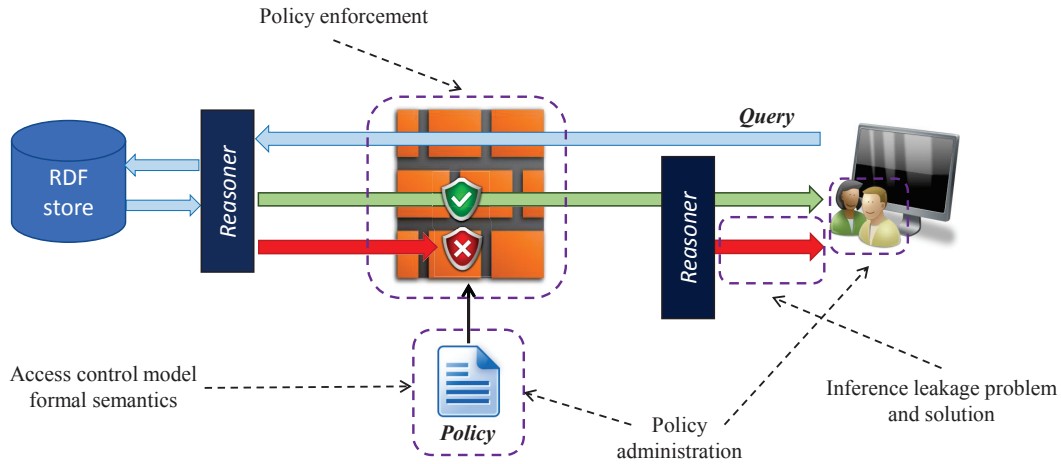 Policy enforcement
Query
RDF
store
Reasoner
Reasoner
Access control model
formal semantics
Policy
Policy
administration
Inference leakage problem
and solution